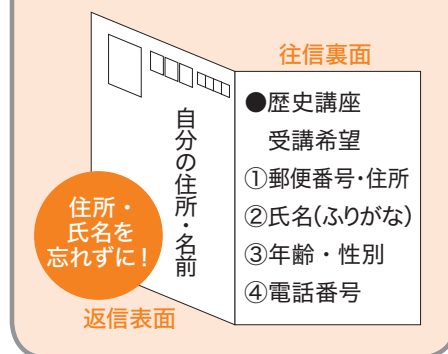 往信裏面
●歴史講座
受講希望
①郵便番号・住所
②氏名(ふりがな)
③年齢・性別
④電話番号
自分の住所・名前
住所・
氏名を
忘れずに!
返信表面